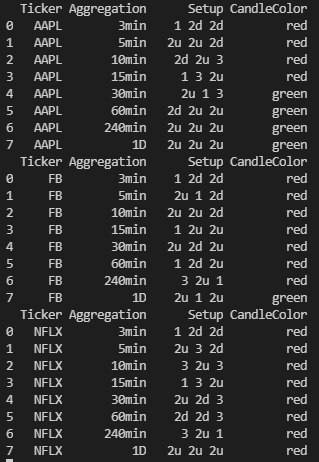 Ticker Aggregation Setup CandleColor
0 AAPL 3min 1 2d 2d red
1 AAPL 5min 2u 2u 2d red
2 AAPL 10min 2d 2u 3 red
3 AAPL 15min 1 3 2u red
4 AAPL 30min 2u 1 3 green
5 AAPL 60min 2d 2u 2u green
6 AAPL 240min 2u 2u 2u green
7 AAPL 1D 2u 2u 2u green
Ticker Aggregation Setup CandleColor
0 FB 3min 1 2d 2d red
1 FB 5min 2u 1 2d red
2 FB 10min 2u 2u 2d red
3 FB 15min 1 2u 2u red
4 FB 30min 2u 2d 2u red
5 FB 60min 1 2d 2u red
6 FB 240min 3 2u 1 red
7 FB 1D 2u 1 2u green
Ticker Aggregation Setup CandleColor
0 NFLX 3min 1 2d 2d red
1 NFLX 5min 2u 3 2d red
2 NFLX 10min 2u 2u 3 red
3 NFLX 15min 1 3 2u red
4 NFLX 30min 2u 2d 3 red
5 NFLX 60min 2d 2d 3 red
6 NFLX 240min 3 2u 1 red
7 NFLX 1D 2u 2u 2u red